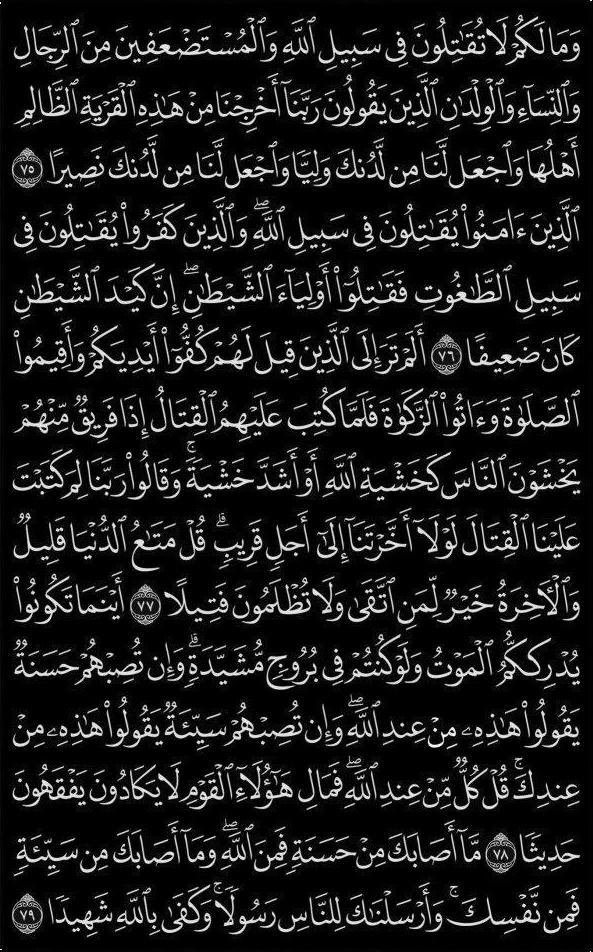 وَمَا لَكُمْ لَا تُقَٰتِلُونَ فِى سَبِيلِ ٱللَّهِ وَٱلْمُسْتَضْعَفِينَ مِنَ ٱلرِّجَالِ
وَٱلنِّسَآءِ وَٱلْوِلْدَٰنِ ٱلَّذِينَ يَقُولُونَ رَبَّنَآ أَخْرِجْنَا مِنْ هَٰذِهِ ٱلْقَرْيَةِ ٱلظَّالِمِ
أَهْلُهَا وَٱجْعَل لَّنَا مِن لَّدُنكَ وَلِيًّا وَٱجْعَل لَّنَا مِن لَّدُنكَ نَصِيرًا ٧٥
ٱلَّذِينَ ءَامَنُوا۟ يُقَٰتِلُونَ فِى سَبِيلِ ٱللَّهِ ۖ وَٱلَّذِينَ كَفَرُوا۟ يُقَٰتِلُونَ فِى
سَبِيلِ ٱلطَّٰغُوتِ فَقَٰتِلُوٓا۟ أَوْلِيَآءَ ٱلشَّيْطَٰنِ ۖ إِنَّ كَيْدَ ٱلشَّيْطَٰنِ
كَانَ ضَعِيفًا ٧٦ أَلَمْ تَرَ إِلَى ٱلَّذِينَ قِيلَ لَهُمْ كُفُّوٓا۟ أَيْدِيَكُمْ وَأَقِيمُوا۟
ٱلصَّلَوٰةَ وَءَاتُوا۟ ٱلزَّكَوٰةَ فَلَمَّا كُتِبَ عَلَيْهِمُ ٱلْقِتَالُ إِذَا فَرِيقٌ مِّنْهُمْ
يَخْشَوْنَ ٱلنَّاسَ كَخَشْيَةِ ٱللَّهِ أَوْ أَشَدَّ خَشْيَةً ۚ وَقَالُوا۟ رَبَّنَا لِمَ كَتَبْتَ
عَلَيْنَا ٱلْقِتَالَ لَوْلَآ أَخَّرْتَنَآ إِلَىٰٓ أَجَلٍ قَرِيبٍ ۗ قُلْ مَتَٰعُ ٱلدُّنْيَا قَلِيلٌ
وَٱلْءَاخِرَةُ خَيْرٌ لِّمَنِ ٱتَّقَىٰ وَلَا تُظْلَمُونَ فَتِيلًا ٧٧ أَيْنَمَا تَكُونُوا۟
يُدْرِككُّمُ ٱلْمَوْتُ وَلَوْ كُنتُمْ فِى بُرُوجٍ مُّشَيَّدَةٍ ۗ وَإِن تُصِبْهُمْ حَسَنَةٌ
يَقُولُوا۟ هَٰذِهِۦ مِنْ عِندِ ٱللَّهِ ۖ وَإِن تُصِبْهُمْ سَيِّئَةٌ يَقُولُوا۟ هَٰذِهِۦ مِنْ
عِندِكَ ۚ قُلْ كُلٌّ مِّنْ عِندِ ٱللَّهِ ۖ فَمَالِ هَٰٓؤُلَآءِ ٱلْقَوْمِ لَا يَكَادُونَ يَفْقَهُونَ
حَدِيثًا ٧٨ مَّآ أَصَابَكَ مِنْ حَسَنَةٍ فَمِنَ ٱللَّهِ ۖ وَمَآ أَصَابَكَ مِن سَيِّئَةٍ
فَمِن نَّفْسِكَ ۚ وَأَرْسَلْنَٰكَ لِلنَّاسِ رَسُولًا ۚ وَكَفَىٰ بِٱللَّهِ شَهِيدًا ٧٩